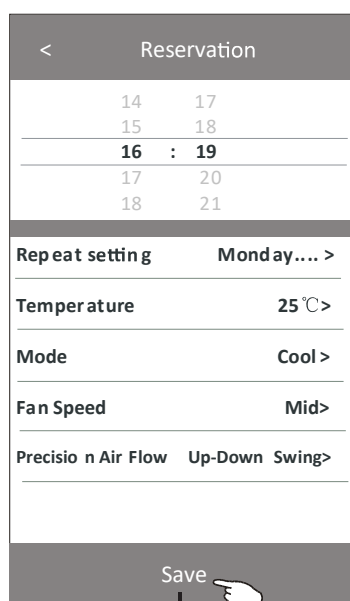 < Reservation
14 17
15 18
16 : 19
17 20
18 21
Repeat setting Monday.... >
Temperature 25℃>
Mode Cool >
Fan Speed Mid>
Precision Air Flow Up-Down Swing>
Save